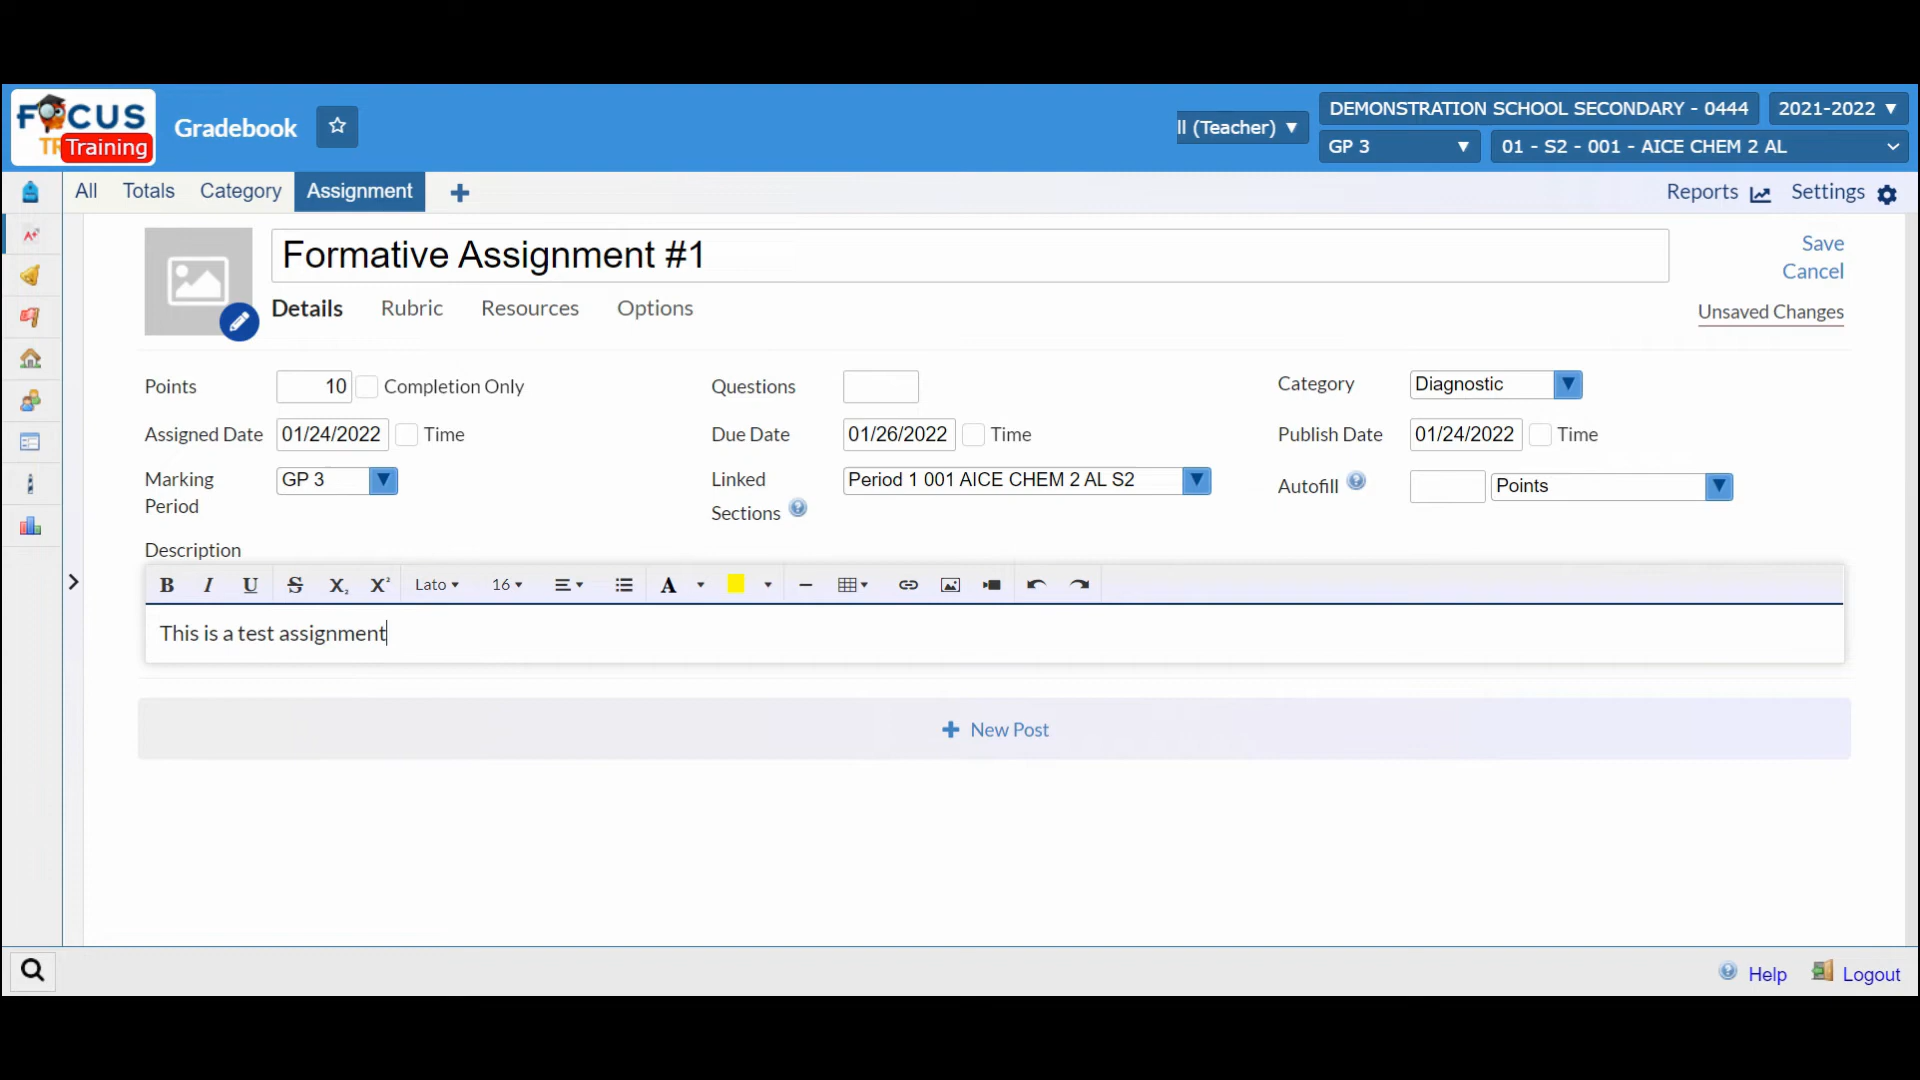 FOCUS
TR
Training
Gradebook
ll (Teacher)
DEMONSTRATION SCHOOL SECONDARY - 0444
2021-2022
GP 3
01 - S2 - 001 - AICE CHEM 2 AL
All
Totals
Category
Assignment
Reports
Settings
Formative Assignment #1
Save
Cancel
Unsaved Changes
Details
Rubric
Resources
Options
Points
10
Completion Only
Questions
Category
Diagnostic
Assigned Date
01/24/2022
Time
Due Date
01/26/2022
Time
Publish Date
01/24/2022
Time
Marking
Period
GP 3
Linked
Sections
Period 1 001 AICE CHEM 2 AL S2
Autofill
Points
Description
B I U S X, X² Lato 16 A
This is a test assignment
New Post
Help
Logout